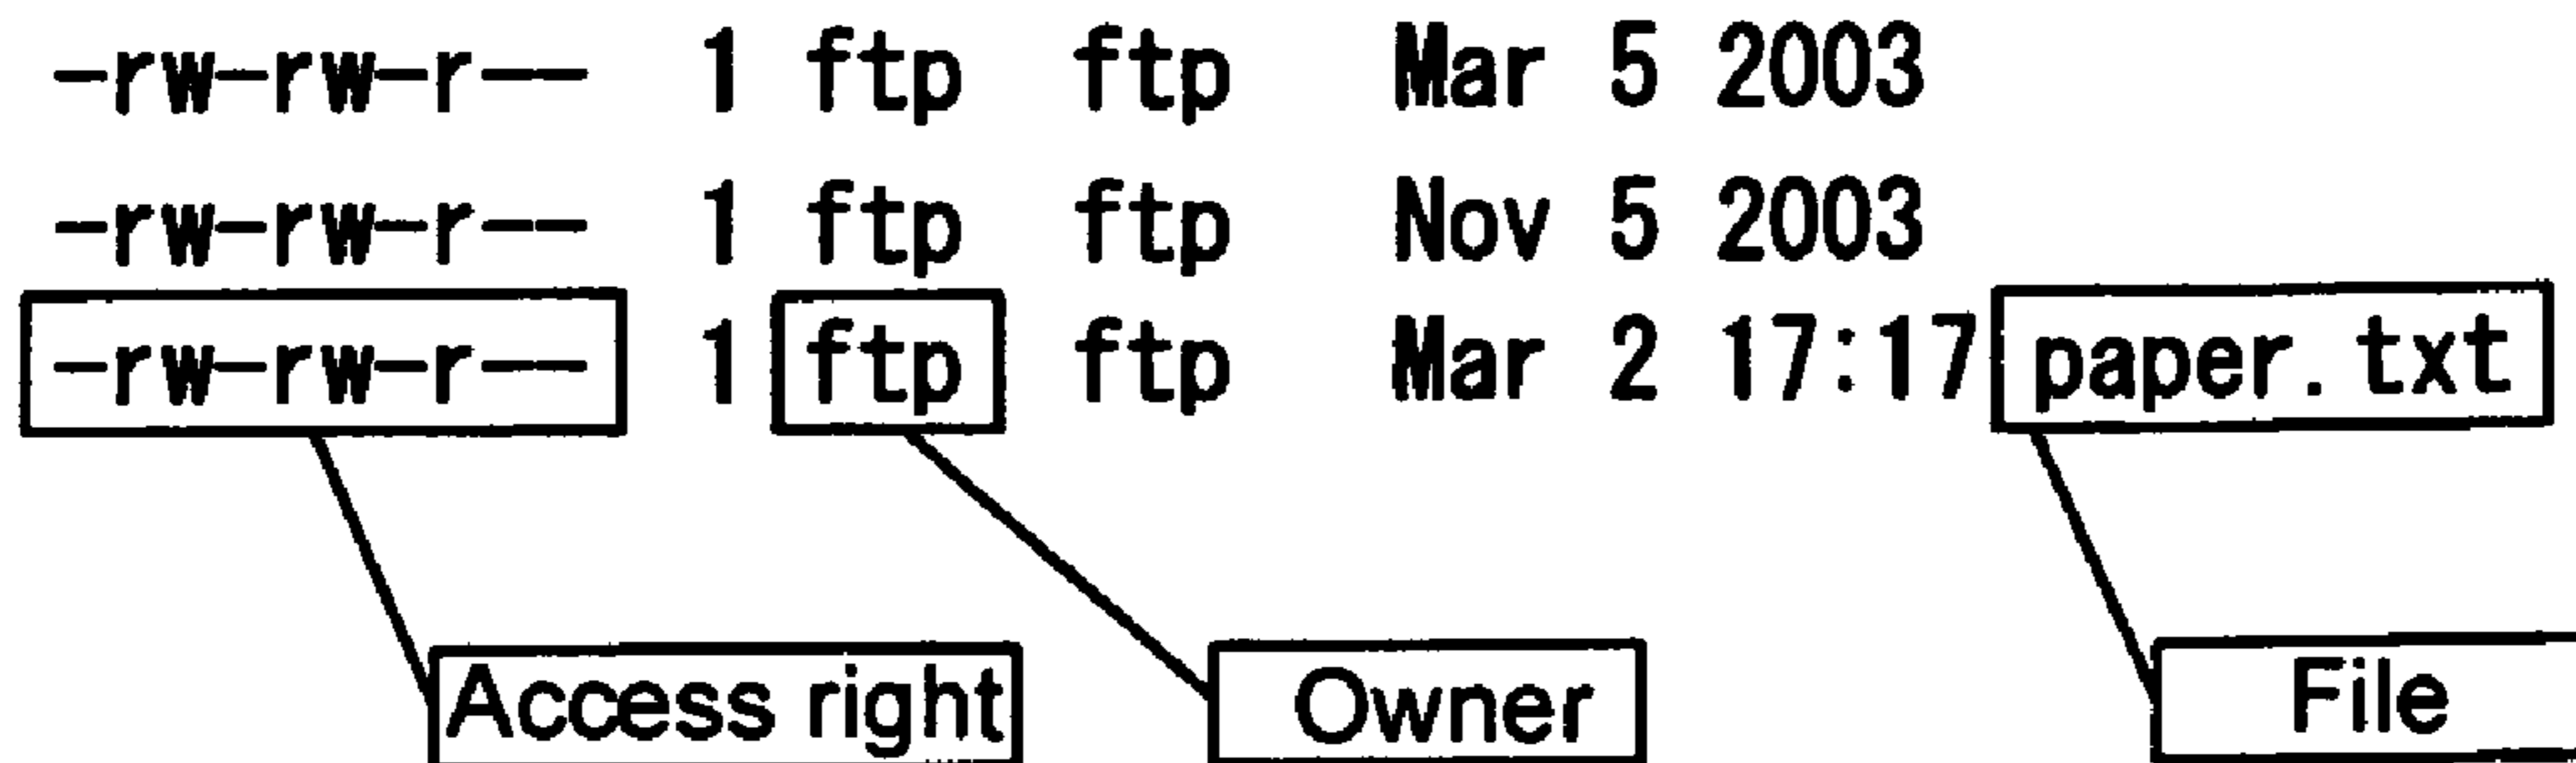 -rw-rw-r-- 1 ftp ftp Mar 5 2003
-rw-rw-r-- 1 ftp ftp Nov 5 2003
-rw-rw-r-- 1 ftp ftp Mar 2 17:17 paper.txt
Access right Owner File